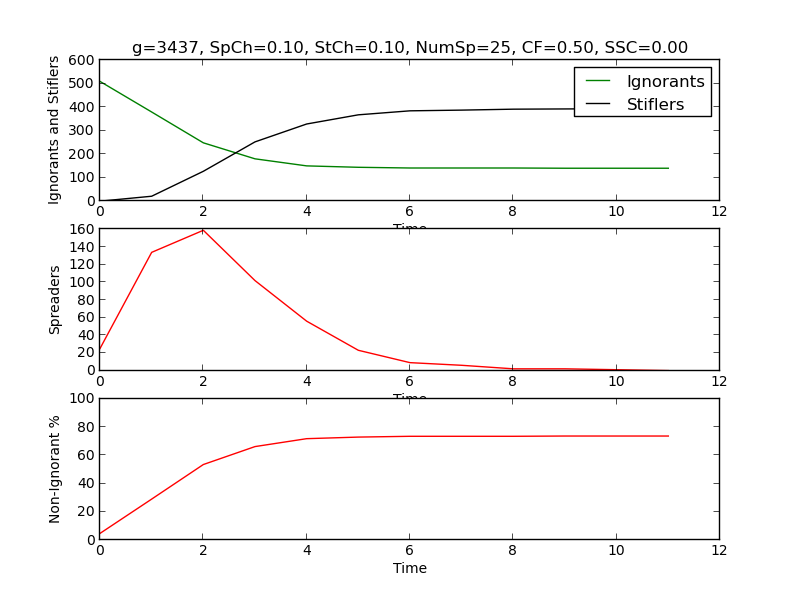 g=3437, SpCh=0.10, StCh=0.10, NumSp=25, CF=0.50, SSC=0.00
Ignorants and Stiflers
600
500
400
300
200
100
0
Ignorants
Stiflers
0 2 4 6 8 10 12
Time
Spreaders
160
140
120
100
80
60
40
20
0
0 2 4 6 8 10 12
Time
Non-Ignorant %
100
80
60
40
20
0
0 2 4 6 8 10 12
Time